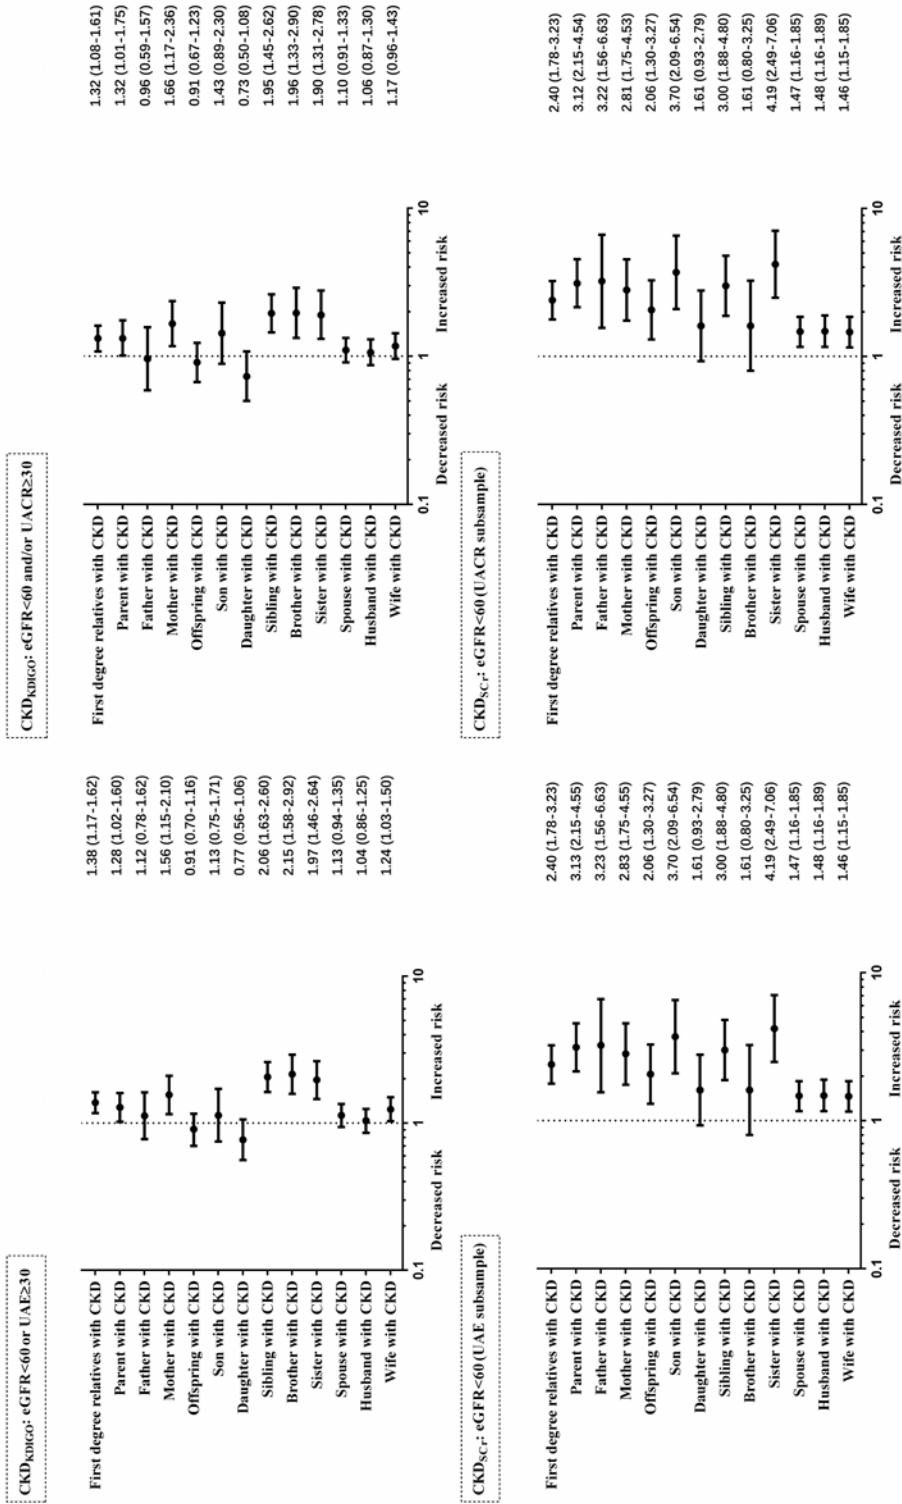 CKD_KDIGO: eGFR<60 or UAE≥30
First degree relatives with CKD 1.38 (1.17-1.62)
Parent with CKD 1.28 (1.02-1.60)
Father with CKD 1.12 (0.78-1.62)
Mother with CKD 1.56 (1.15-2.10)
Offspring with CKD 0.91 (0.70-1.16)
Son with CKD 1.13 (0.75-1.71)
Daughter with CKD 0.77 (0.56-1.06)
Sibling with CKD 2.06 (1.63-2.60)
Brother with CKD 2.15 (1.58-2.92)
Sister with CKD 1.97 (1.46-2.64)
Spouse with CKD 1.13 (0.94-1.35)
Husband with CKD 1.04 (0.86-1.25)
Wife with CKD 1.24 (1.03-1.50)
0.1 1 10
Decreased risk Increased risk
CKD_KDIGO: eGFR<60 and/or UACR≥30
First degree relatives with CKD 1.32 (1.08-1.61)
Parent with CKD 1.32 (1.01-1.75)
Father with CKD 0.96 (0.59-1.57)
Mother with CKD 1.66 (1.17-2.36)
Offspring with CKD 0.91 (0.67-1.23)
Son with CKD 1.43 (0.89-2.30)
Daughter with CKD 0.73 (0.50-1.08)
Sibling with CKD 1.95 (1.45-2.62)
Brother with CKD 1.96 (1.33-2.90)
Sister with CKD 1.90 (1.31-2.78)
Spouse with CKD 1.10 (0.91-1.33)
Husband with CKD 1.06 (0.87-1.30)
Wife with CKD 1.17 (0.96-1.43)
0.1 1 10
Decreased risk Increased risk
CKD_SCr: eGFR<60 (UAE subsample)
First degree relatives with CKD 2.40 (1.78-3.23)
Parent with CKD 3.13 (2.15-4.55)
Father with CKD 3.23 (1.56-6.63)
Mother with CKD 2.83 (1.75-4.55)
Offspring with CKD 2.06 (1.30-3.27)
Son with CKD 3.70 (2.09-6.54)
Daughter with CKD 1.61 (0.93-2.79)
Sibling with CKD 3.00 (1.88-4.80)
Brother with CKD 1.61 (0.80-3.25)
Sister with CKD 4.19 (2.49-7.06)
Spouse with CKD 1.47 (1.16-1.85)
Husband with CKD 1.48 (1.16-1.89)
Wife with CKD 1.46 (1.15-1.85)
0.1 1 10
Decreased risk Increased risk
CKD_SCr: eGFR<60 (UACR subsample)
First degree relatives with CKD 2.40 (1.78-3.23)
Parent with CKD 3.12 (2.15-4.54)
Father with CKD 3.22 (1.56-6.63)
Mother with CKD 2.81 (1.75-4.53)
Offspring with CKD 2.06 (1.30-3.27)
Son with CKD 3.70 (2.09-6.54)
Daughter with CKD 1.61 (0.93-2.79)
Sibling with CKD 3.00 (1.88-4.80)
Brother with CKD 1.61 (0.80-3.25)
Sister with CKD 4.19 (2.49-7.06)
Spouse with CKD 1.47 (1.16-1.85)
Husband with CKD 1.48 (1.16-1.89)
Wife with CKD 1.46 (1.15-1.85)
0.1 1 10
Decreased risk Increased risk